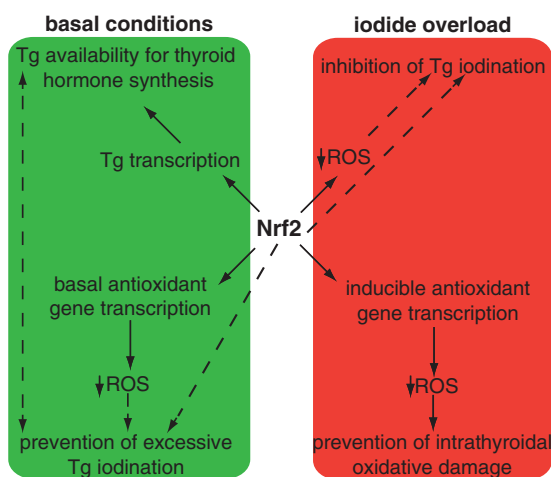 basal conditions
Tg availability for thyroid
hormone synthesis
Tg transcription
basal antioxidant
gene transcription
ROS
prevention of excessive
Tg iodination
Nrf2
iodide overload
inhibition of Tg iodination
ROS
inducible antioxidant
gene transcription
ROS
prevention of intrathyroidal
oxidative damage